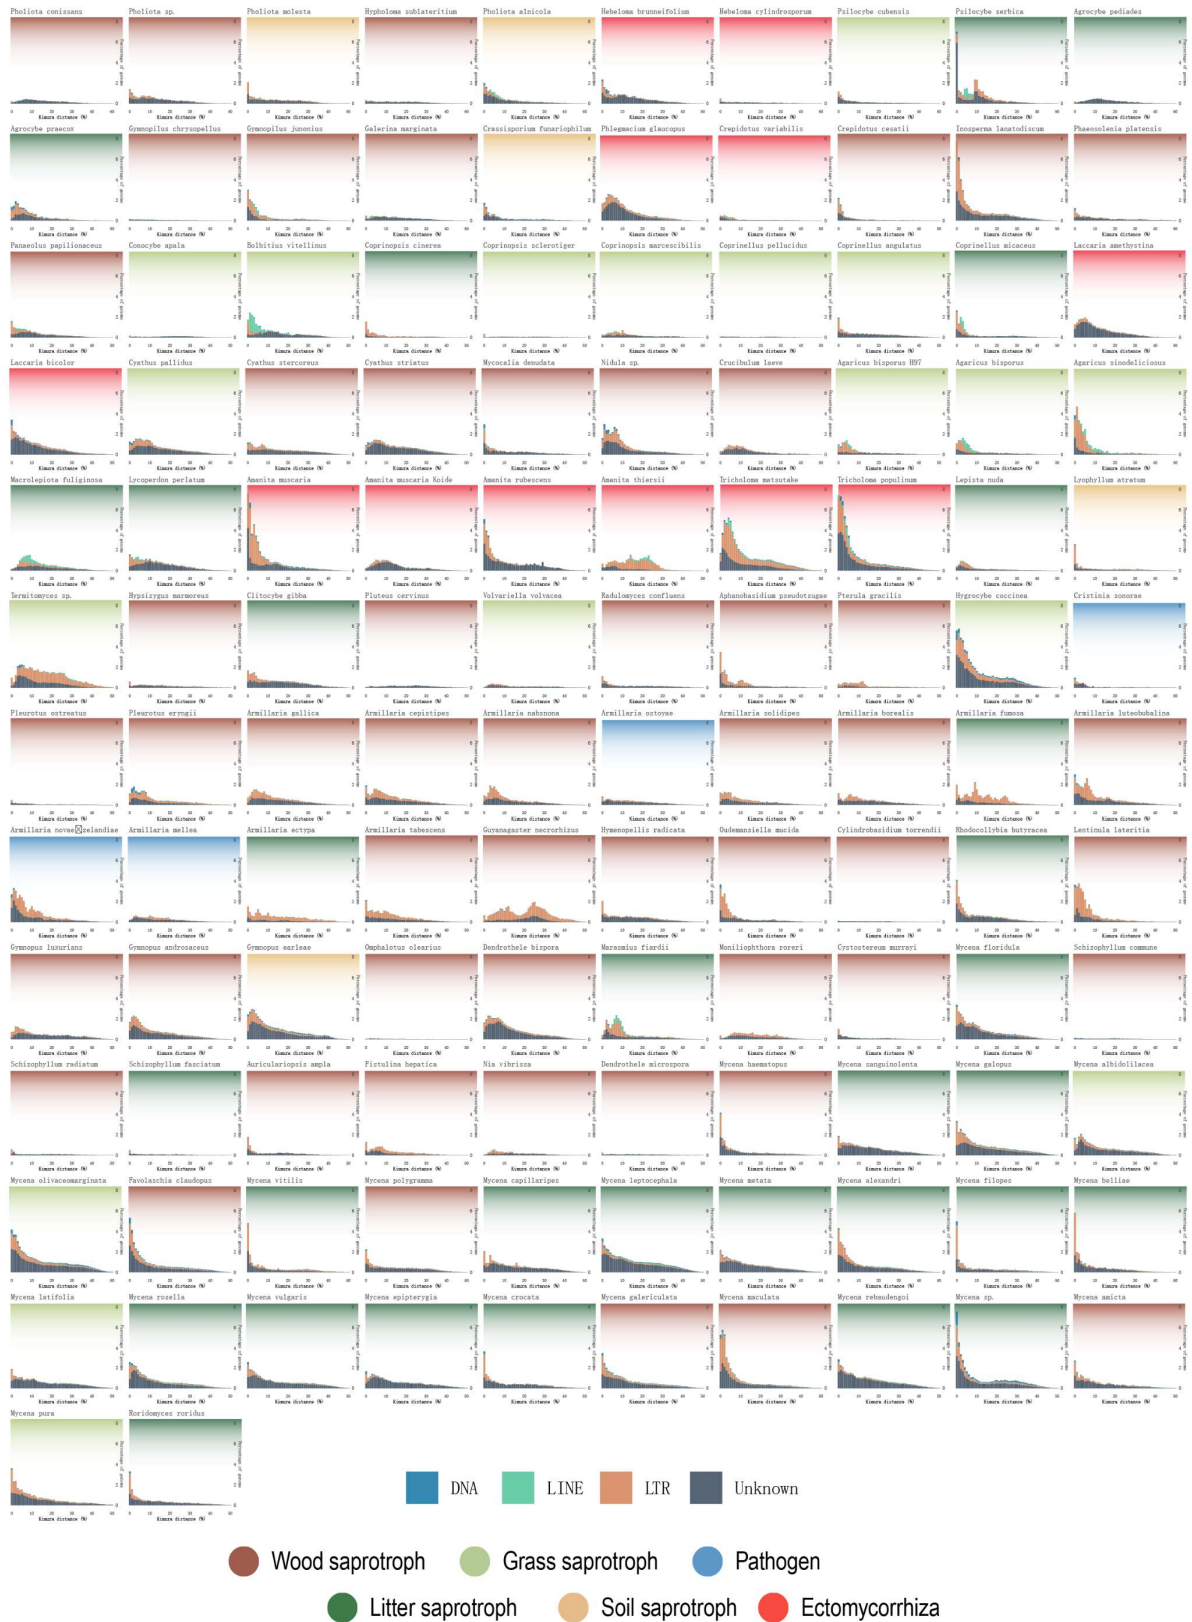 Pholiota conissans
Pholiota sp.
Pholiota molesta
Hypholoma sublateritium
Pholiota alnicola
Hebeloma brunneifolium
Hebeloma cylindrosporum
Psilocybe cubensis
Psilocybe serbica
Agrocybe pediades
Agrocybe praecox
Gymnopilus chrysopellus
Gymnopilus junonius
Galerina marginata
Crassisporium funariophilum
Phlegmacium glaucopus
Crepidotus variabilis
Crepidotus cesatii
Inosperma lanatodiscum
Phaeosolenia platensis
Panaeolus papilionaceus
Conocybe apala
Bolbitius vitellinus
Coprinopsis cinerea
Coprinopsis sclerotiger
Coprinopsis marcescibilis
Coprinellus pellucidus
Coprinellus angulatus
Coprinellus micaceus
Laccaria amethystina
Laccaria bicolor
Cyathus pallidus
Cyathus stercoreus
Cyathus striatus
Mycocalia denudata
Nidula sp.
Crucibulum laeve
Agaricus bisporus H97
Agaricus bisporus
Agaricus sinodeliciosus
Macrolepiota fuliginosa
Lycoperdon perlatum
Amanita muscaria
Amanita muscaria Koide
Amanita rubescens
Amanita thiersii
Tricholoma matsutake
Tricholoma populinum
Lepista nuda
Lyophyllum atratum
Termitomyces sp.
Hypsizygus marmoreus
Clitocybe gibba
Pluteus cervinus
Volvariella volvacea
Radulomyces confluens
Aphanobasidium pseudotsugae
Pterula gracilis
Hygrocybe coccinea
Cristinia sonorae
Pleurotus ostreatus
Pleurotus eryngii
Armillaria gallica
Armillaria cepistipes
Armillaria nabsnona
Armillaria ostoyae
Armillaria solidipes
Armillaria borealis
Armillaria fumosa
Armillaria luteobubalina
Armillaria novae☒zelandiae
Armillaria mellea
Armillaria ectypa
Armillaria tabescens
Guyanagaster necrorhizus
Hymenopellis radicata
Oudemansiella mucida
Cylindrobasidium torrendii
Rhodocollybia butyracea
Lentinula lateritia
Gymnopus luxurians
Gymnopus androsaceus
Gymnopus earleae
Omphalotus olearius
Dendrothele bispora
Marasmius fiardii
Moniliophthora roreri
Cystostereum murrayi
Mycena floridula
Schizophyllum commune
Schizophyllum radiatum
Schizophyllum fasciatum
Auriculariopsis ampla
Fistulina hepatica
Nia vibrissa
Dendrothele microspora
Mycena haematopus
Mycena sanguinolenta
Mycena galopus
Mycena albidolilacea
Mycena olivaceomarginata
Favolaschia claudopus
Mycena vitilis
Mycena polygramma
Mycena capillaripes
Mycena leptocephala
Mycena metata
Mycena alexandri
Mycena filopes
Mycena belliae
Mycena latifolia
Mycena rosella
Mycena vulgaris
Mycena epipterygia
Mycena crocata
Mycena galericulata
Mycena maculata
Mycena rebaudengoi
Mycena sp.
Mycena amicta
Mycena pura
Roridomyces roridus
Kimura distance (%)
Percentage of genome
DNA
LINE
LTR
Unknown
Wood saprotroph
Grass saprotroph
Pathogen
Litter saprotroph
Soil saprotroph
Ectomycorrhiza